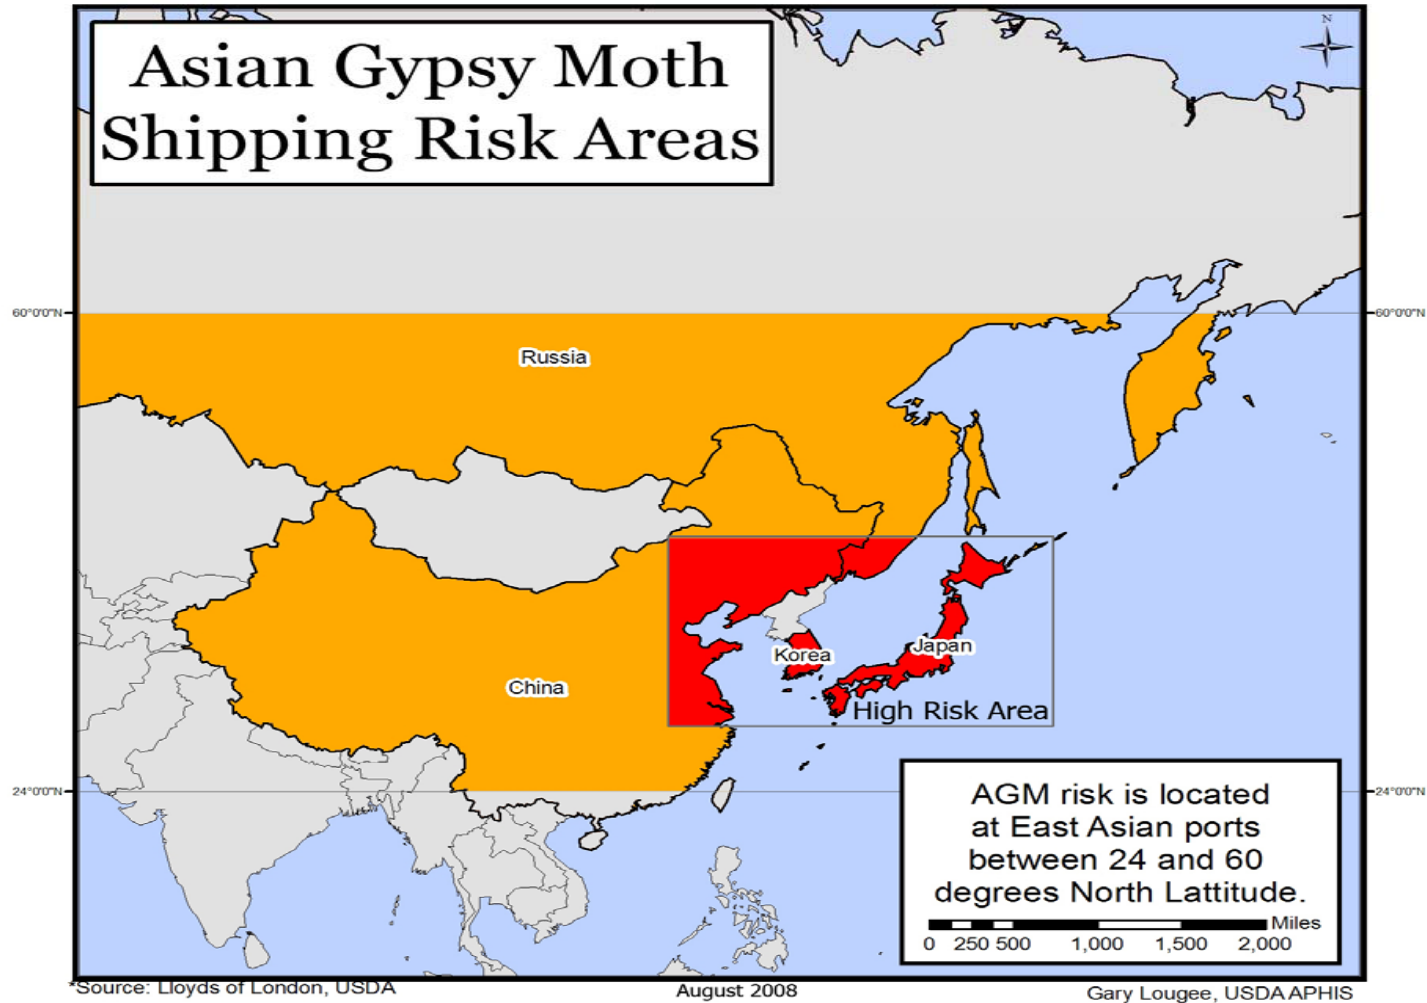 Asian Gypsy Moth
Shipping Risk Areas
N
60°0'0"N
60°0'0"N
Russia
Korea
Japan
China
High Risk Area
24°0'0"N
24°0'0"N
AGM risk is located
at East Asian ports
between 24 and 60
degrees North Lattitude.
Miles
0 250 500 1,000 1,500 2,000
*Source: Lloyds of London, USDA
August 2008
Gary Lougee, USDA APHIS